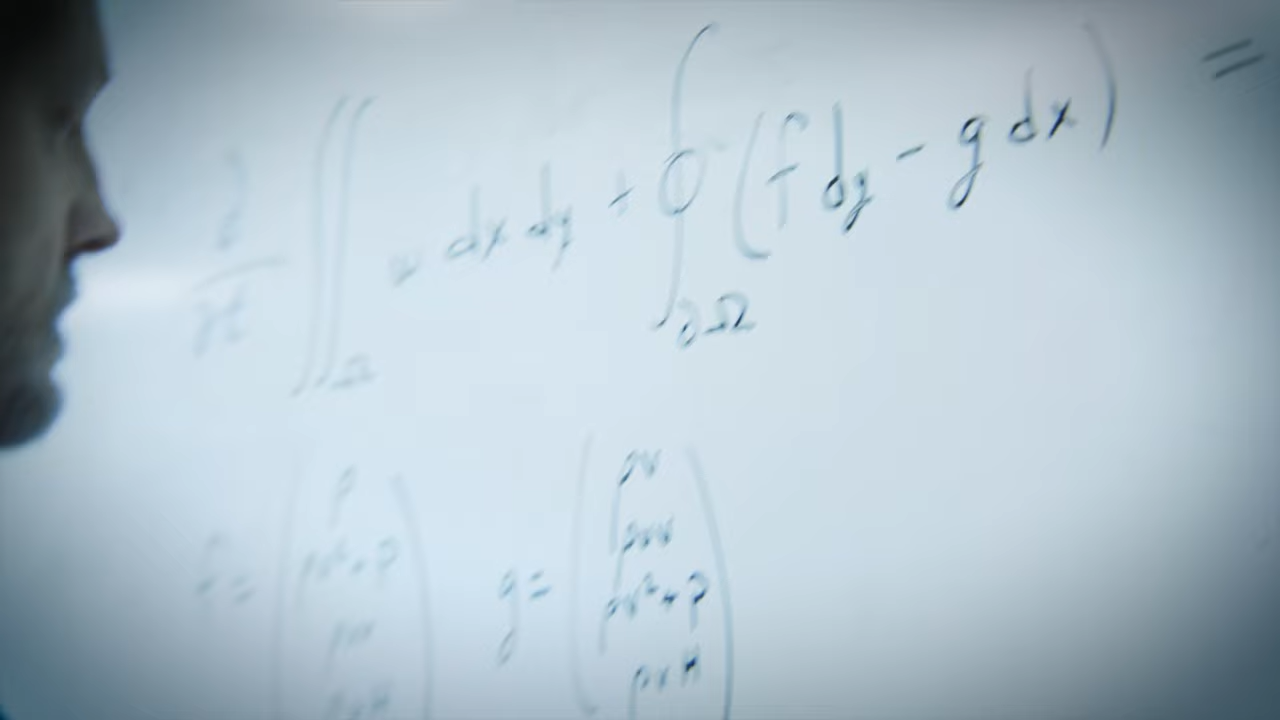 ∂/∂t ∬_Ω w dx dy + ∮_∂Ω (f dy - g dx) =
f = ( ρ
ρu² + P
ρuv
ρuH
g = ( ρv
ρuv
ρv² + P
ρvH )